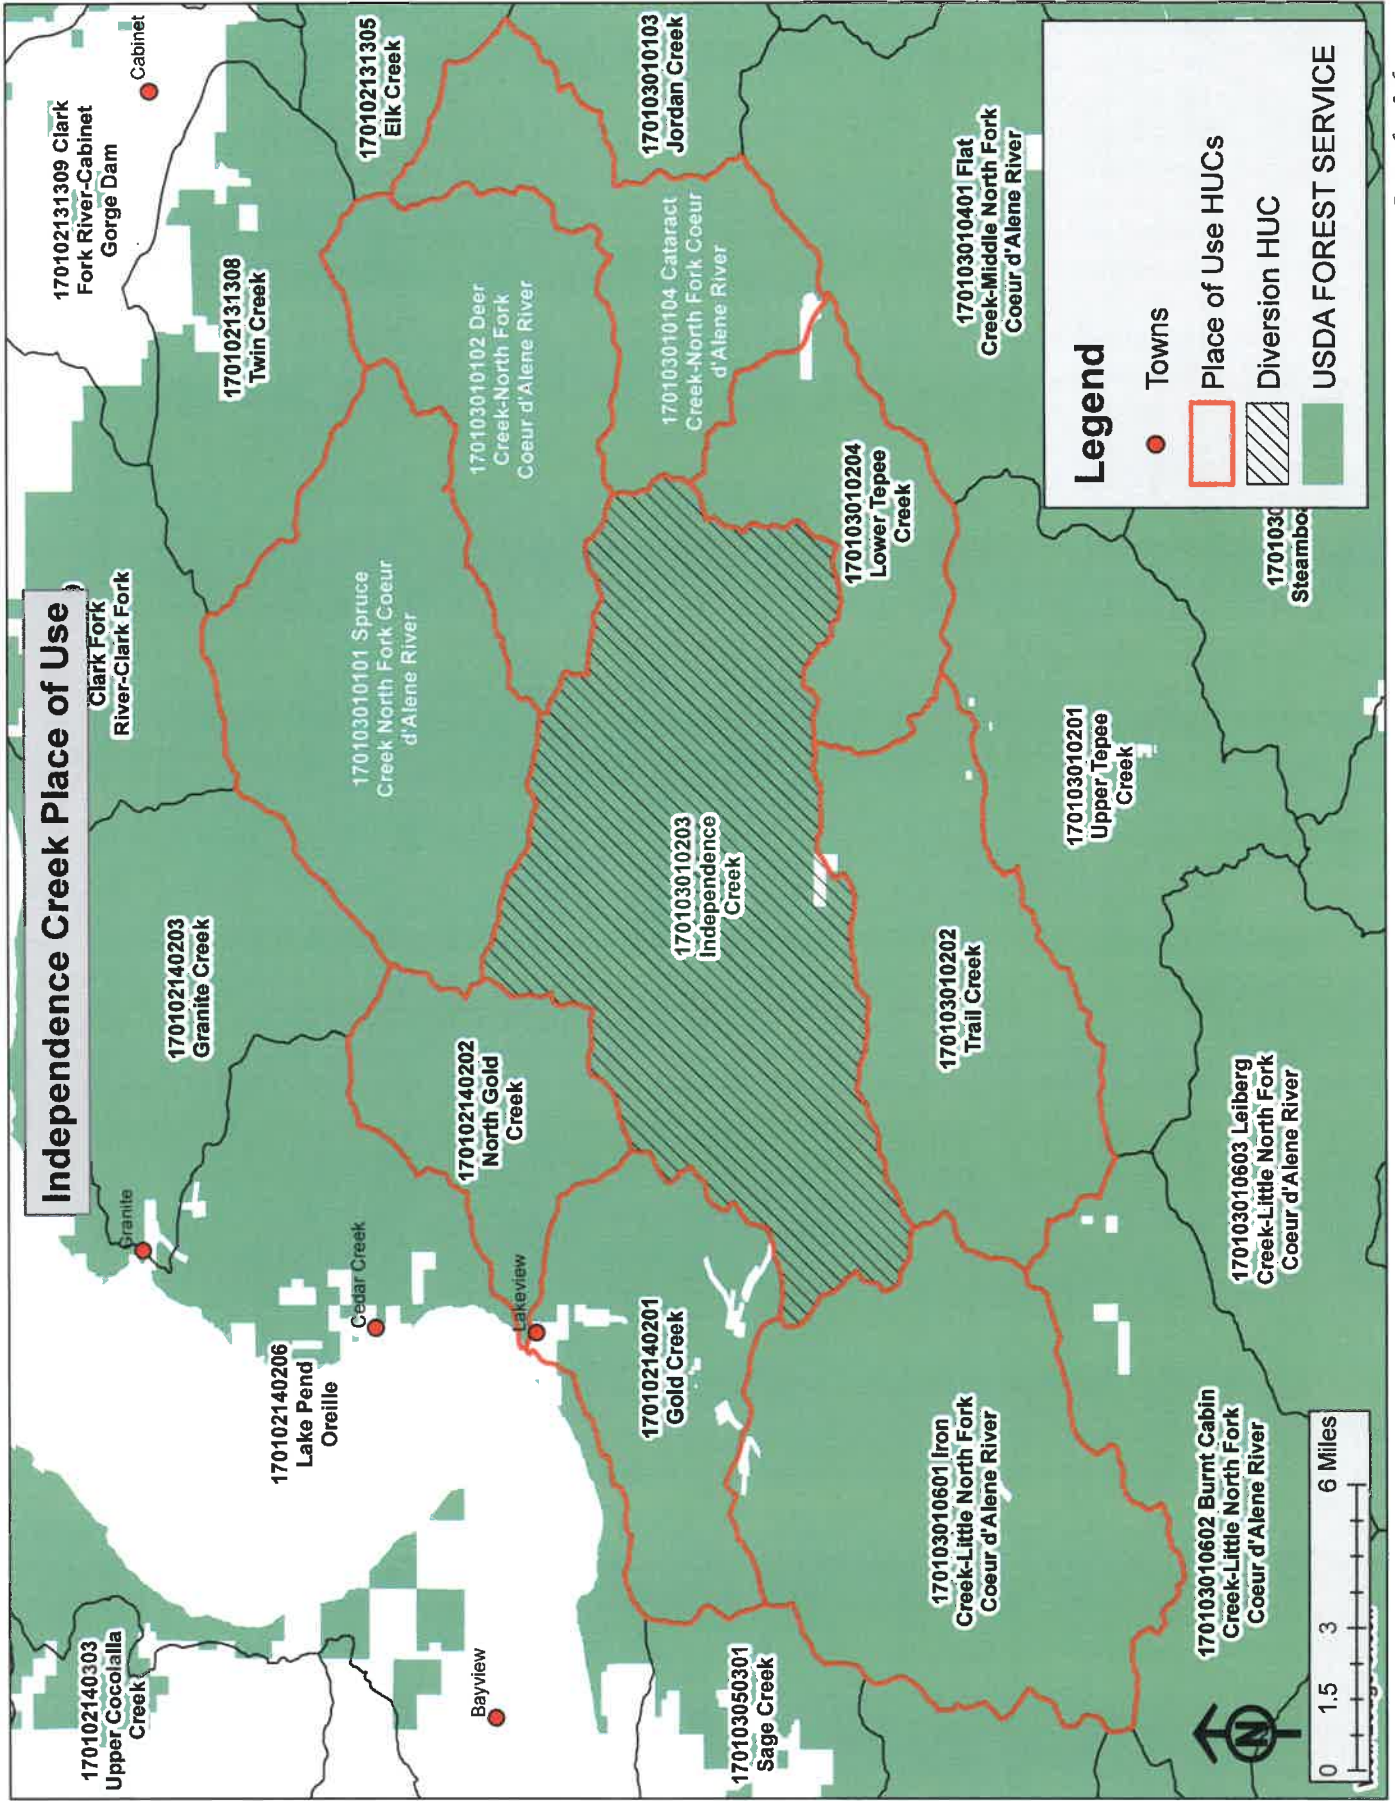 Independence Creek Place of Use
Clark Fork
River-Clark Fork
170102131309 Clark
Fork River-Cabinet
Gorge Dam
Cabinet
170102131308
Twin Creek
170102131305
Elk Creek
170102140203
Granite Creek
Granite
170102140303
Upper Cocolalla
Creek
170102140206
Lake Pend
Oreille
Cedar Creek
170103010101 Spruce
Creek North Fork Coeur
d'Alene River
170103010102 Deer
Creek-North Fork
Coeur d'Alene River
170102140202
North Gold
Creek
Lakeview
Bayview
170103010103
Jordan Creek
170103010104 Cataract
Creek-North Fork Coeur
d'Alene River
170102140201
Gold Creek
170103010203
Independence
Creek
170103050301
Sage Creek
170103010204
Lower Tepee
Creek
170103010601 Iron
Creek-Little North Fork
Coeur d'Alene River
170103010202
Trail Creek
170103010401 Flat
Creek-Middle North Fork
Coeur d'Alene River
170103010201
Upper Tepee
Creek
170103010602 Burnt Cabin
Creek-Little North Fork
Coeur d'Alene River
170103010603 Leiberg
Creek-Little North Fork
Coeur d'Alene River
170103
Steambo
Legend
Towns
Place of Use HUCs
Diversion HUC
USDA FOREST SERVICE
N
0 1.5 3 6 Miles